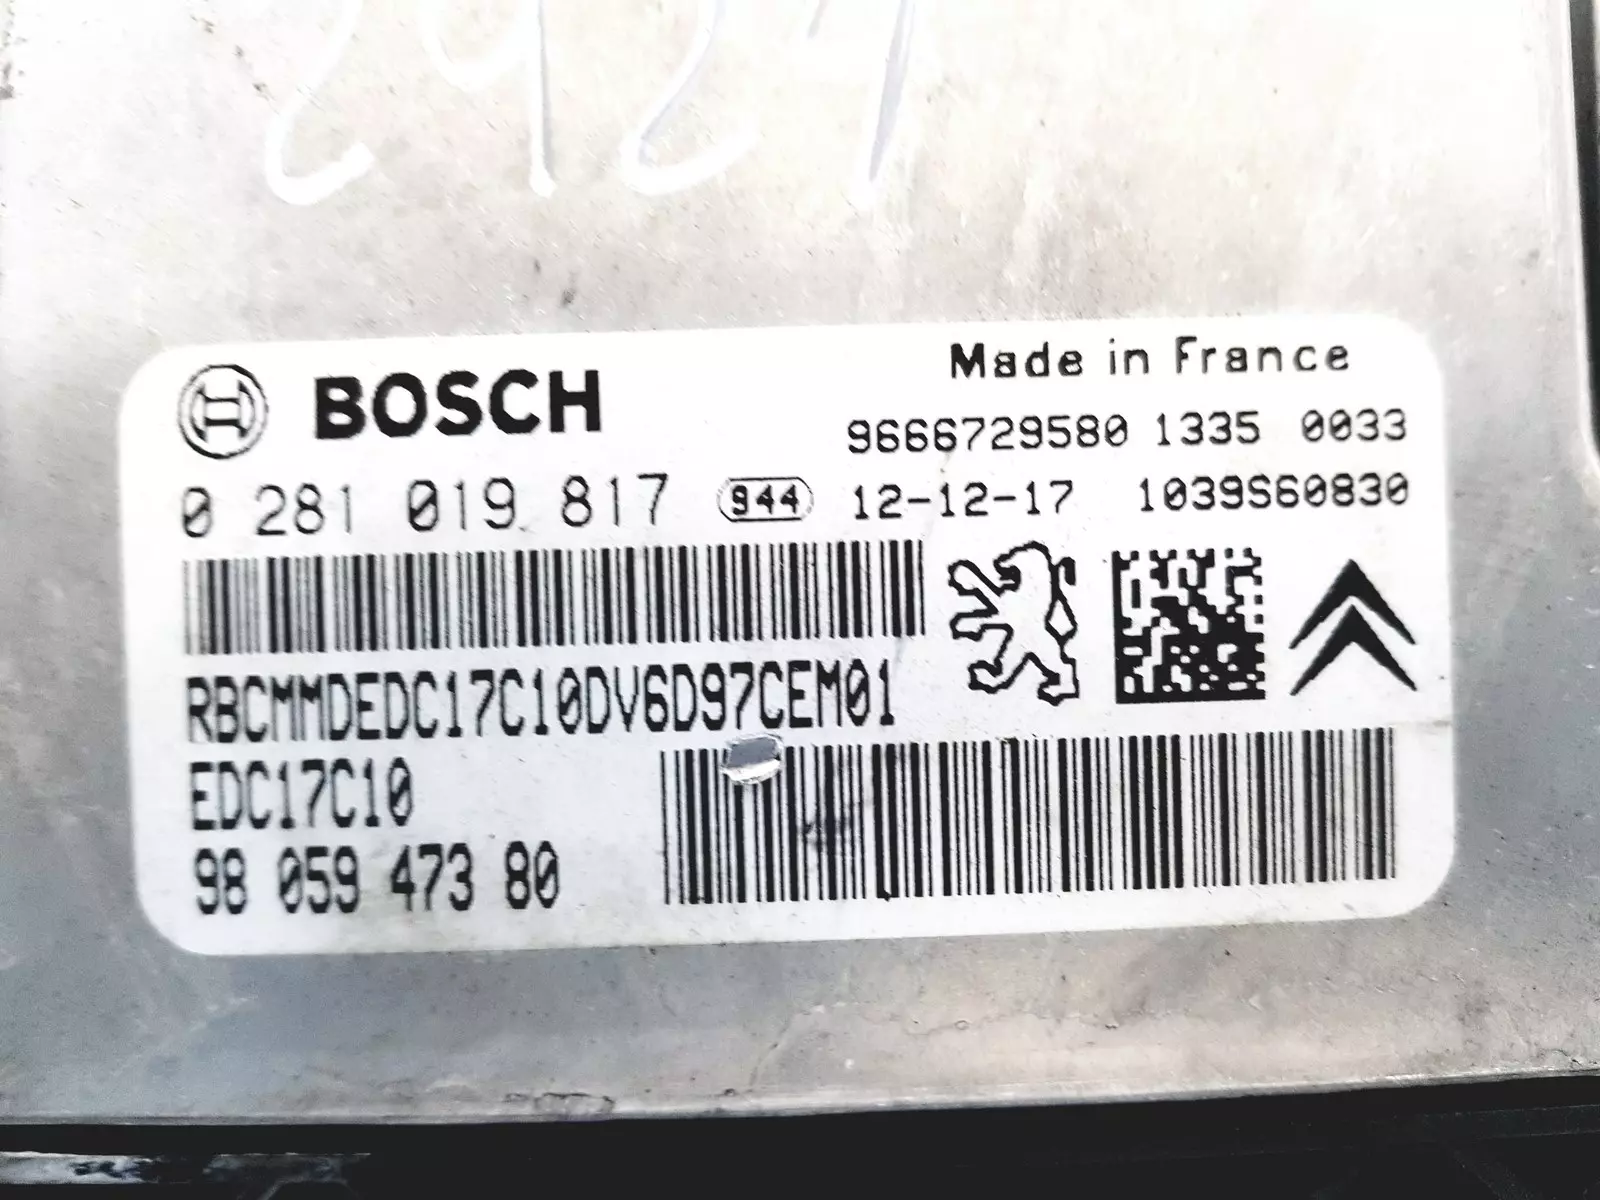 2421
Made in France
BOSCH
9666729580 1335 0033
0 281 019 817 944 12-12-17 1039S60830
RBCMMDEDC17C10DV6D97CEM01
EDC17C10
98 059 473 80